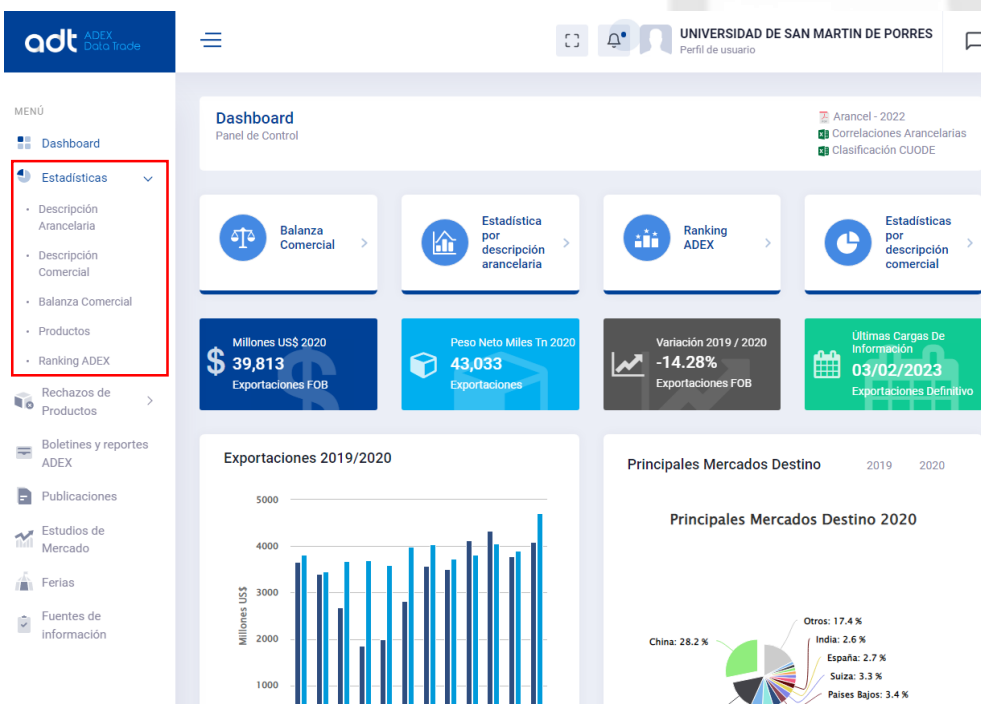 adt ADEX
Data Trade
UNIVERSIDAD DE SAN MARTIN DE PORRES
Perfil de usuario
MENÚ
Dashboard
Estadísticas
Descripción
Arancelaria
Descripción
Comercial
Balanza Comercial
Productos
Ranking ADEX
Rechazos de
Productos
Boletines y reportes
ADEX
Publicaciones
Estudios de
Mercado
Ferias
Fuentes de
información
Dashboard
Panel de Control
Arancel - 2022
Correlaciones Arancelarias
Clasificación CUODE
Balanza
Comercial
Estadística
por
descripción
arancelaria
Ranking
ADEX
Estadísticas
por
descripción
comercial
Millones US$ 2020
39,813
Exportaciones FOB
Peso Neto Miles Tn 2020
43,033
Exportaciones
Variación 2019 / 2020
-14.28%
Exportaciones FOB
Últimas Cargas De
Información
03/02/2023
Exportaciones Definitivo
Exportaciones 2019/2020
5000
4000
3000
2000
1000
Millones US$
Principales Mercados Destino
2019 2020
Principales Mercados Destino 2020
Otros: 17.4 %
China: 28.2 %
India: 2.6 %
España: 2.7 %
Suiza: 3.3 %
Paises Bajos: 3.4 %